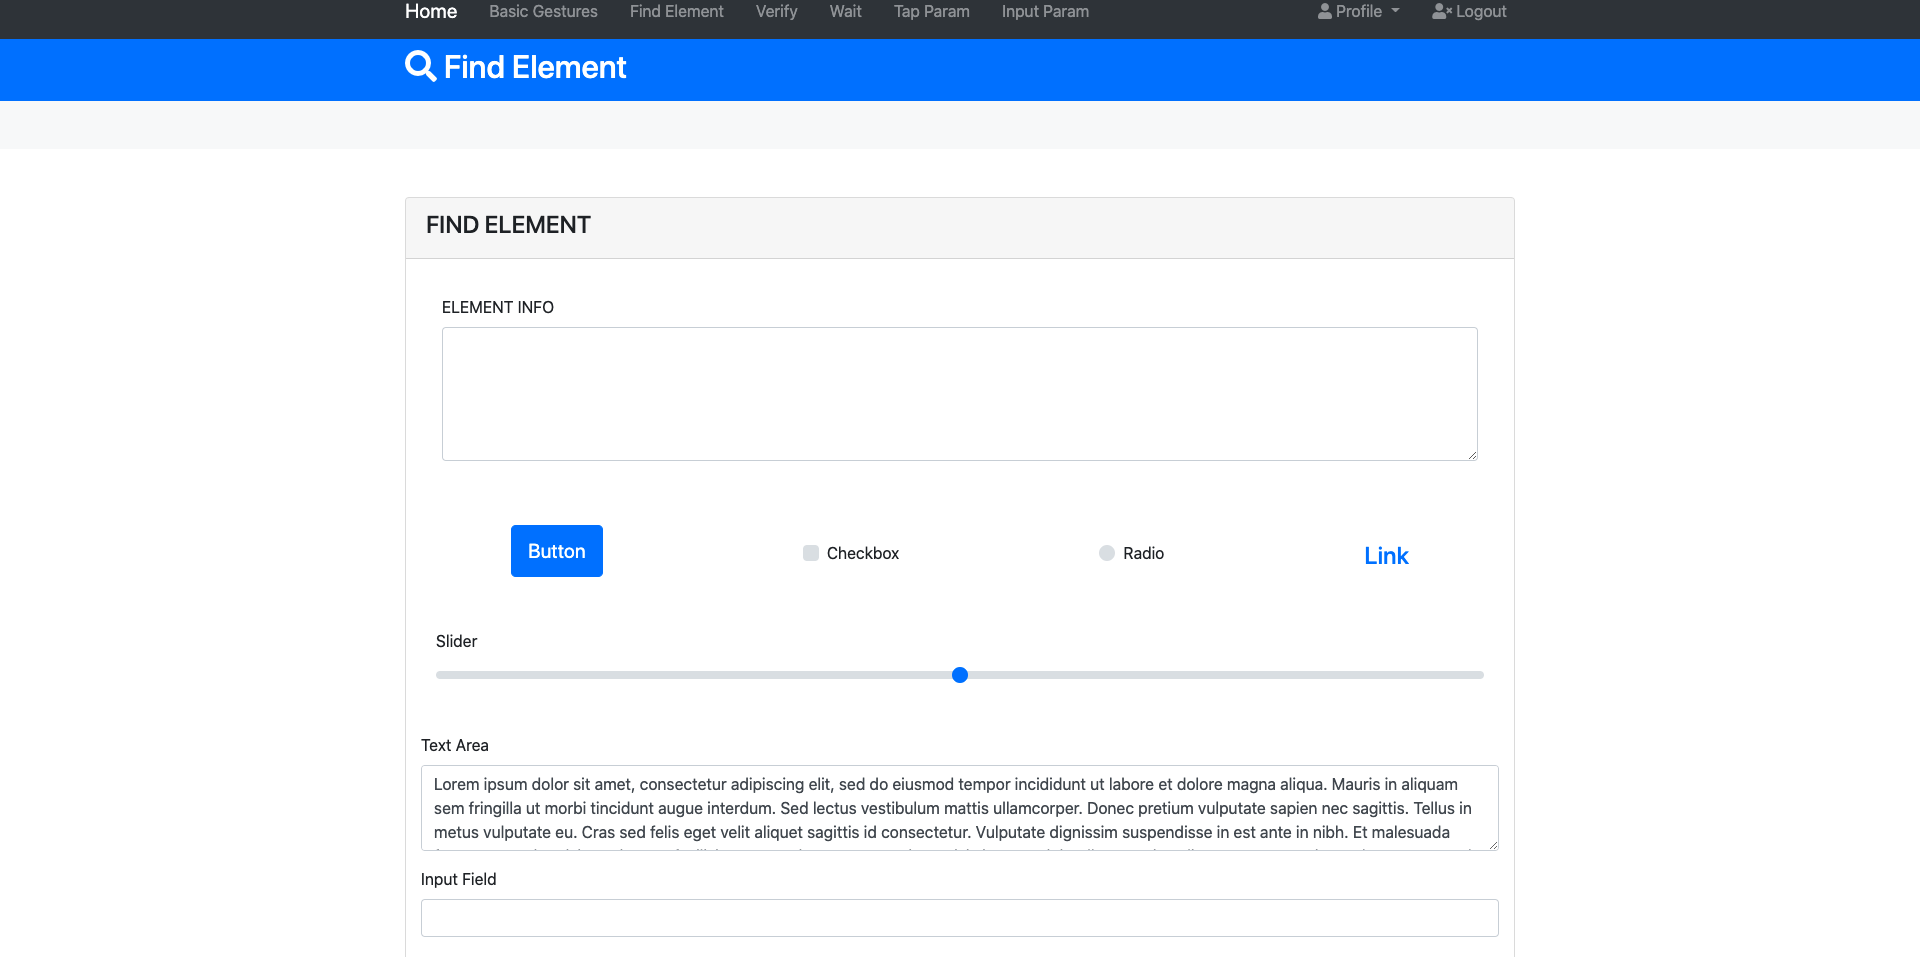 Home Basic Gestures Find Element Verify Wait Tap Param Input Param Profile Logout
Find Element
FIND ELEMENT
ELEMENT INFO
Button Checkbox Radio Link
Slider
Text Area
Lorem ipsum dolor sit amet, consectetur adipiscing elit, sed do eiusmod tempor incididunt ut labore et dolore magna aliqua. Mauris in aliquam
sem fringilla ut morbi tincidunt augue interdum. Sed lectus vestibulum mattis ullamcorper. Donec pretium vulputate sapien nec sagittis. Tellus in
metus vulputate eu. Cras sed felis eget velit aliquet sagittis id consectetur. Vulputate dignissim suspendisse in est ante in nibh. Et malesuada
Input Field